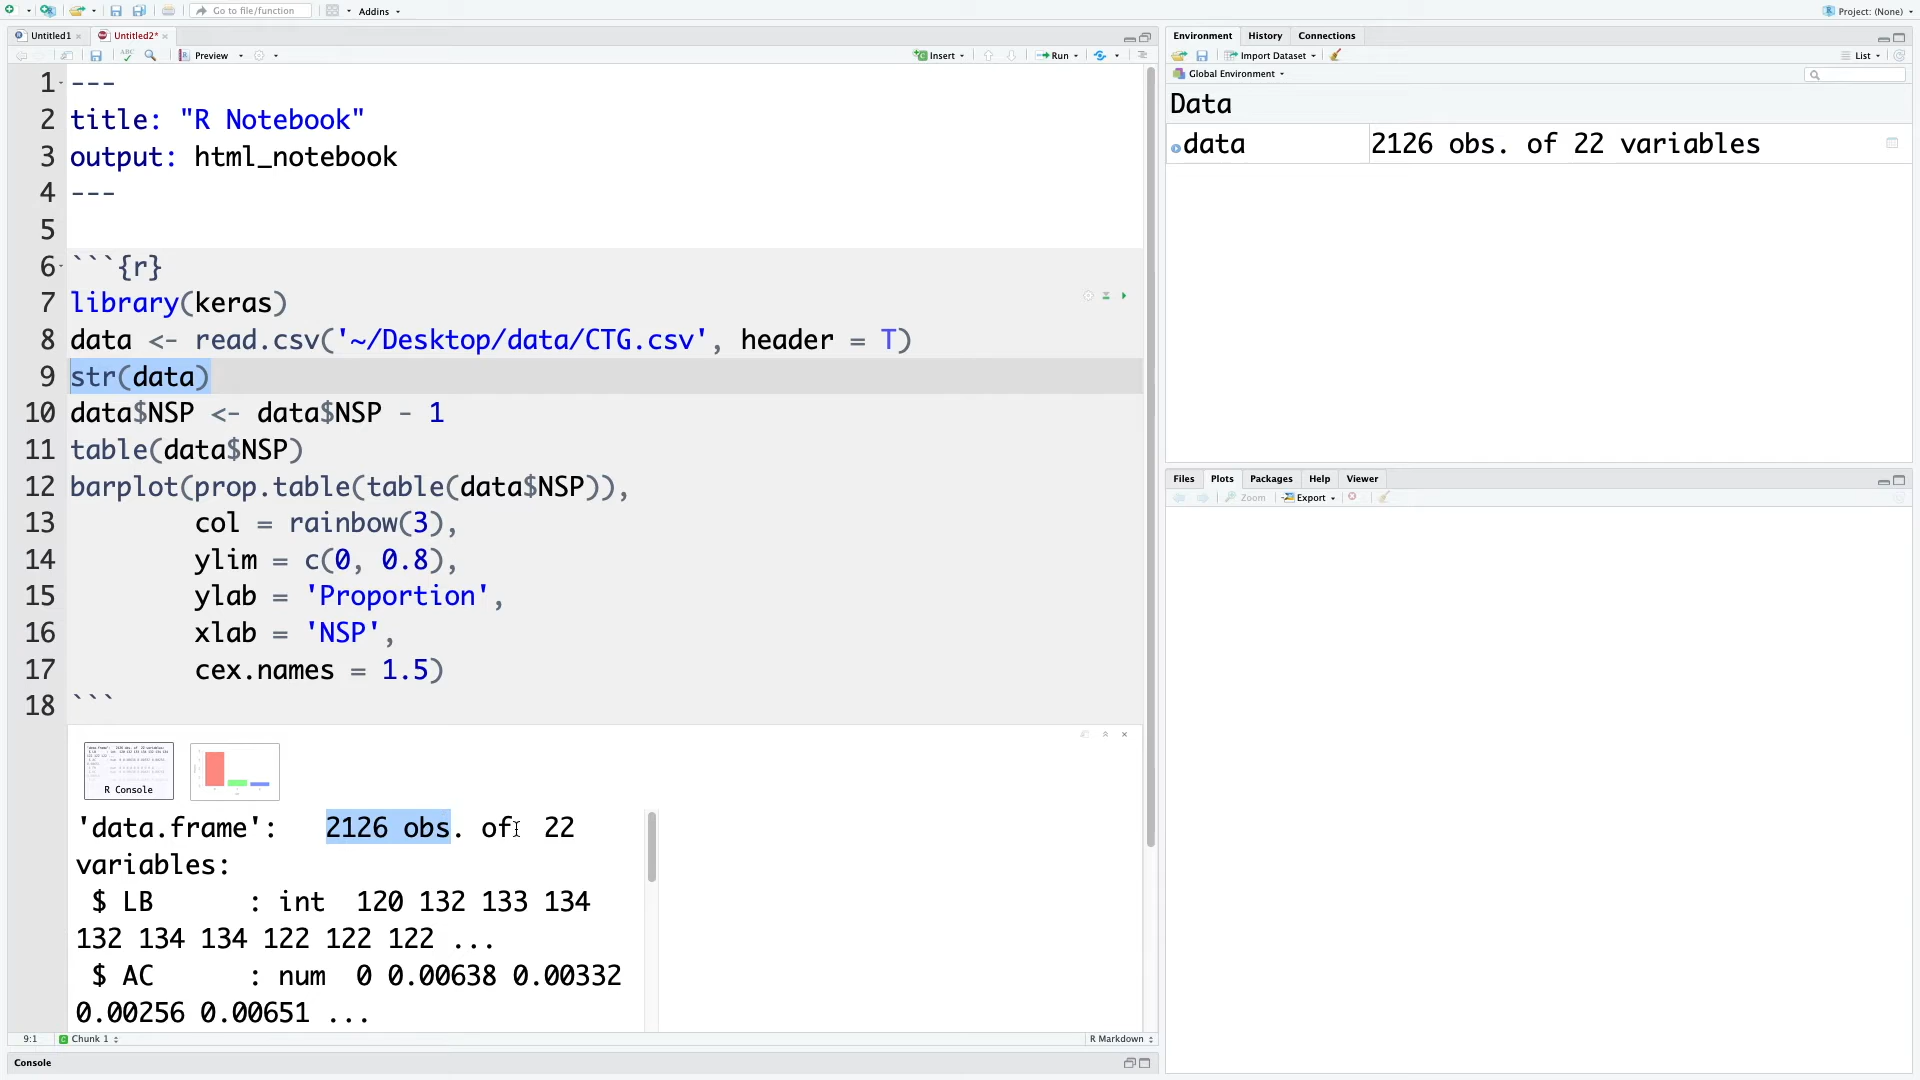 Go to file/function
Addins
Project: (None)
Untitled1
Untitled2*
Preview
Insert
Run
1 ---
2 title: "R Notebook"
3 output: html_notebook
4 ---
5
6 ```{r}
7 library(keras)
8 data <- read.csv('~/Desktop/data/CTG.csv', header = T)
9 str(data)
10 data$NSP <- data$NSP - 1
11 table(data$NSP)
12 barplot(prop.table(table(data$NSP)),
13         col = rainbow(3),
14         ylim = c(0, 0.8),
15         ylab = 'Proportion',
16         xlab = 'NSP',
17         cex.names = 1.5)
18 ```
R Console
'data.frame':   2126 obs. of  22
variables:
 $ LB      : int  120 132 133 134
132 134 134 122 122 122 ...
 $ AC      : num  0 0.00638 0.00332
0.00256 0.00651 ...
9:1
Chunk 1
R Markdown
Console
Environment
History
Connections
Import Dataset
List
Global Environment
Data
data 2126 obs. of 22 variables
Files
Plots
Packages
Help
Viewer
Zoom
Export